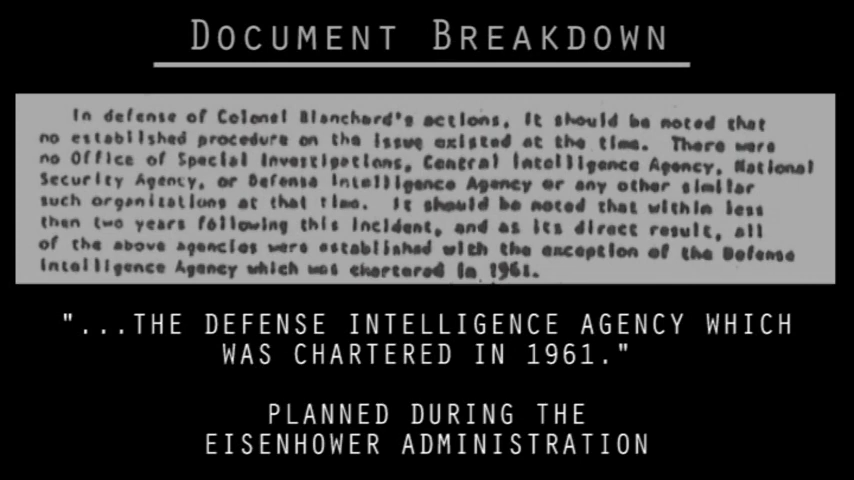 DOCUMENT BREAKDOWN
In defense of Colonel Blanchard's actions, it should be noted that
no established procedure on the issue existed at the time. There were
no Office of Special Investigations, Central Intelligence Agency, National
Security Agency, or Defense Intelligence Agency or any other similar
such organizations at that time. It should be noted that within less
than two years following this incident, and as its direct result, all
of the above agencies were established with the exception of the Defense
Intelligence Agency which was chartered in 1961.
"...THE DEFENSE INTELLIGENCE AGENCY WHICH
WAS CHARTERED IN 1961."
PLANNED DURING THE
EISENHOWER ADMINISTRATION